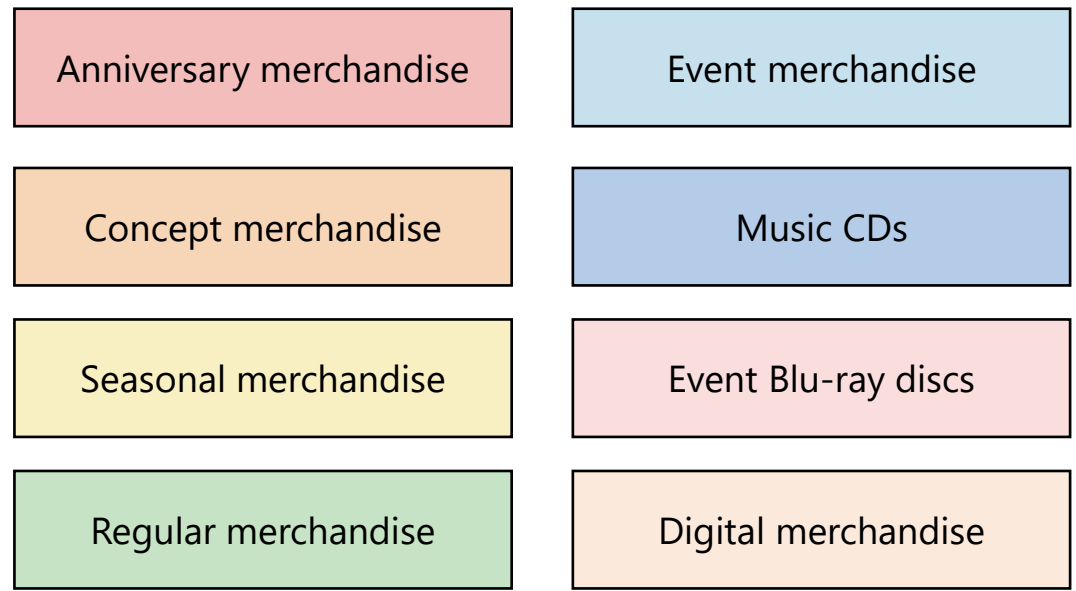 Anniversary merchandise
Event merchandise
Concept merchandise
Music CDs
Seasonal merchandise
Event Blu-ray discs
Regular merchandise
Digital merchandise